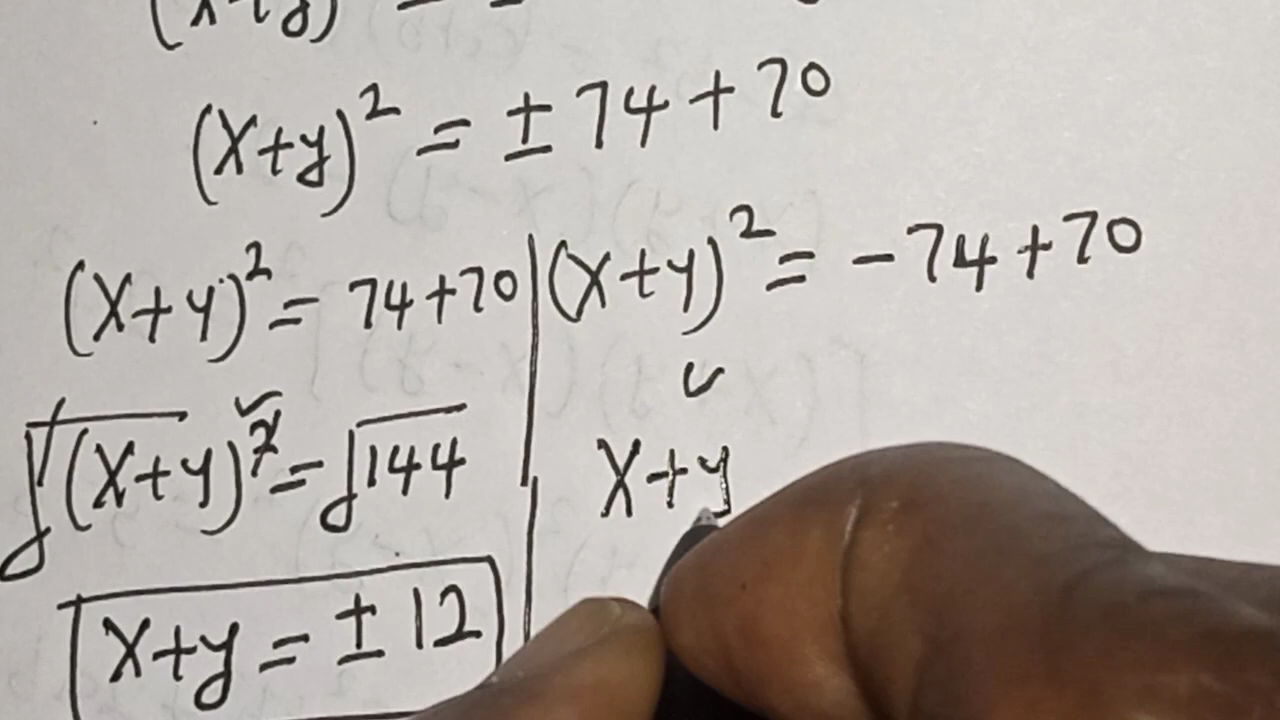 (x+y)² = ±74+70
(x+y)² = 74+70
√(x+y)² = √144
x+y = ±12
(x+y)² = -74+70
x+y